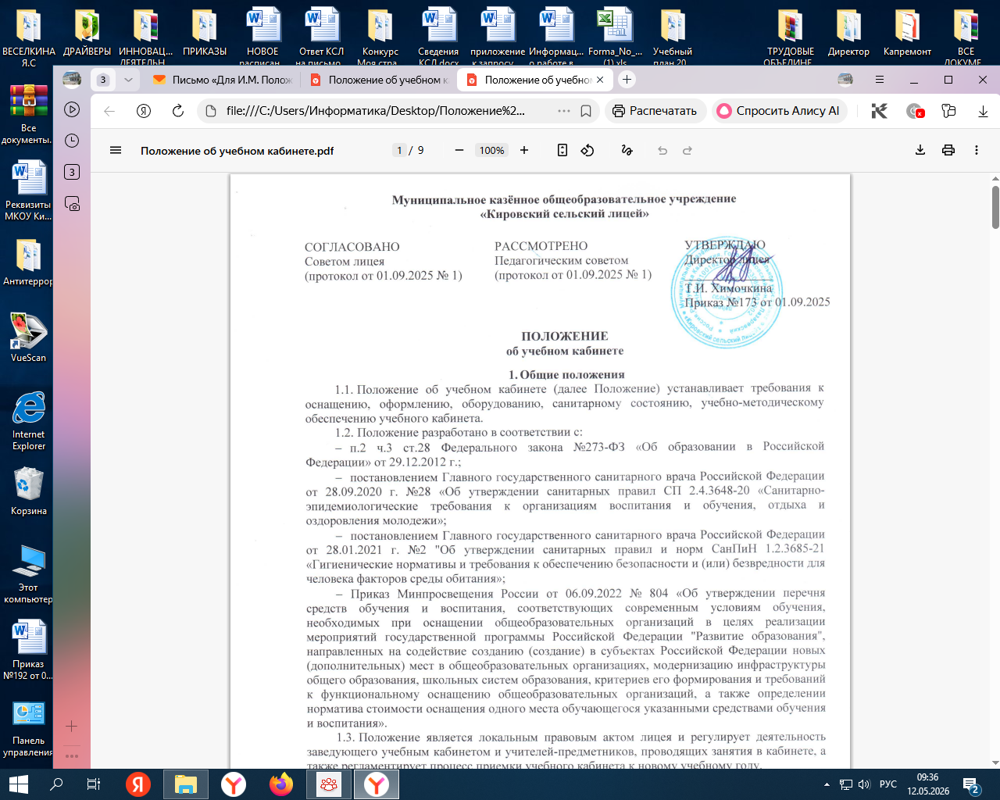 ВЕСЕЛКИНА Я.С
ДРАЙВЕРЫ
ИННОВАЦ... ДЕЯТЕЛЬН
ПРИКАЗЫ
НОВОЕ расписан
Ответ КСЛ на письмо
Конкурс Моя стра
Сведения КСЛ.docx
приложение к запросу
Информац... о работе в
Forma_No_... (1).xls
Учебный план 20
ТРУДОВЫЕ ОБЪЕДИНЕ
Директор
Капремонт
ВСЕ ДОКУМЕ
3
Письмо «Для И.М. Полож
Положение об учебном к
Положение об учебно
file:///C:/Users/Информатика/Desktop/Положение%2...
Распечатать
Спросить Алису AI
Положение об учебном кабинете.pdf
1 / 9
100%
3
Все документы.
Реквизиты МКОУ Ки...
Антитеррор
VueScan
Internet Explorer
Корзина
Этот компьютер
Приказ №192 от 0...
Панель управления
Муниципальное казённое общеобразовательное учреждение
«Кировский сельский лицей»
СОГЛАСОВАНО
Советом лицея
(протокол от 01.09.2025 № 1)
РАССМОТРЕНО
Педагогическим советом
(протокол от 01.09.2025 № 1)
УТВЕРЖДАЮ
Директор лицея
Т.И. Химочкина
Приказ №173 от 01.09.2025
ПОЛОЖЕНИЕ
об учебном кабинете
1. Общие положения
1.1. Положение об учебном кабинете (далее Положение) устанавливает требования к
оснащению, оформлению, оборудованию, санитарному состоянию, учебно-методическому
обеспечению учебного кабинета.
1.2. Положение разработано в соответствии с:
– п.2 ч.3 ст.28 Федерального закона №273-ФЗ «Об образовании в Российской
Федерации» от 29.12.2012 г.;
– постановлением Главного государственного санитарного врача Российской Федерации
от 28.09.2020 г. №28 «Об утверждении санитарных правил СП 2.4.3648-20 «Санитарно-
эпидемиологические требования к организациям воспитания и обучения, отдыха и
оздоровления молодежи»;
– постановлением Главного государственного санитарного врача Российской Федерации
от 28.01.2021 г. №2 "Об утверждении санитарных правил и норм СанПиН 1.2.3685-21
«Гигиенические нормативы и требования к обеспечению безопасности и (или) безвредности для
человека факторов среды обитания»;
– Приказ Минпросвещения России от 06.09.2022 № 804 «Об утверждении перечня
средств обучения и воспитания, соответствующих современным условиям обучения,
необходимых при оснащении общеобразовательных организаций в целях реализации
мероприятий государственной программы Российской Федерации "Развитие образования",
направленных на содействие созданию (создание) в субъектах Российской Федерации новых
(дополнительных) мест в общеобразовательных организациях, модернизацию инфраструктуры
общего образования, школьных систем образования, критериев его формирования и требований
к функциональному оснащению общеобразовательных организаций, а также определении
норматива стоимости оснащения одного места обучающегося указанными средствами обучения
и воспитания».
1.3. Положение является локальным правовым актом лицея и регулирует деятельность
заведующего учебным кабинетом и учителей-предметников, проводящих занятия в кабинете, а
также регламентирует процесс приемки учебного кабинета к новому учебному году.
РУС
09:36
12.05.2026
2